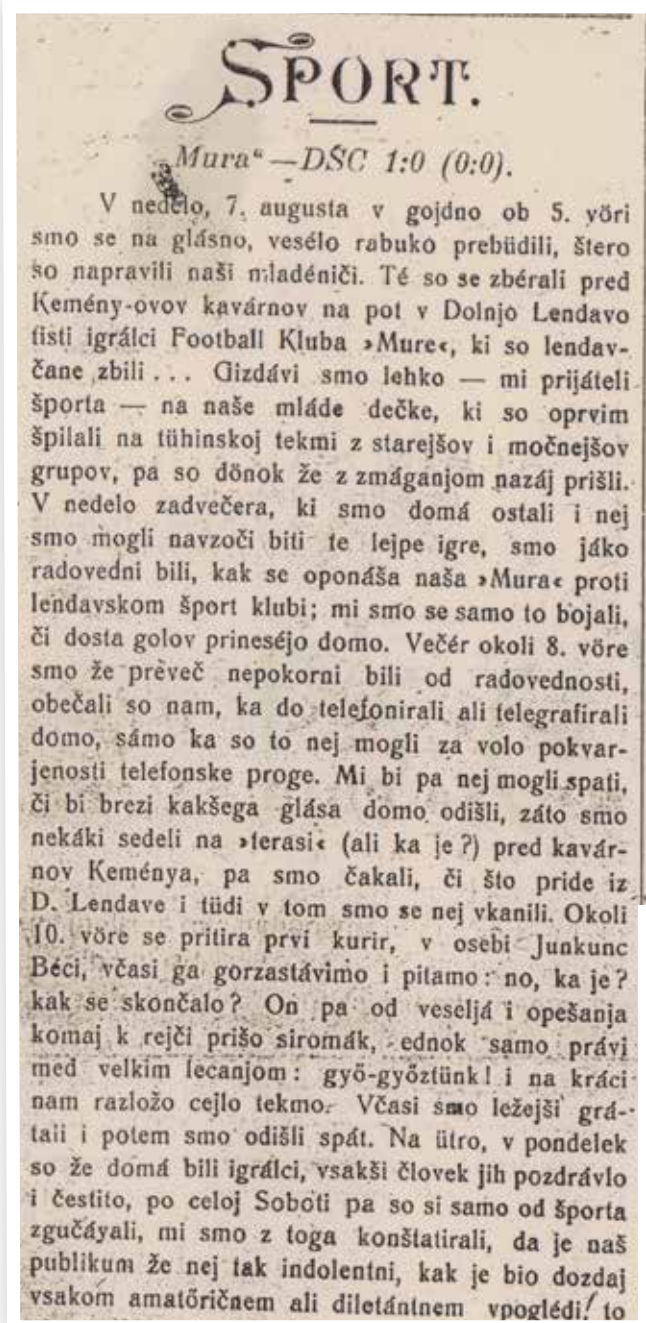 SPORT.
„Mura“—DŠC 1:0 (0:0).
V nedelo, 7. augusta v gojdno ob 5. vöri
smo se na glásno, vesélo rabuko prebüdili, štero
so napravili naši mladéniči. Té so se zbérali pred
Kemény-ovov kavárnov na pot v Dolnjo Lendavo
tisti igrálci Football Kluba »Mure«, ki so lendav-
čane zbili ... Gizdávi smo lehko — mi prijáteli
športa — na naše mláde dečke, ki so oprvim
špilali na tühinskoj tekmi z starejšov i močnejšov
grupov, pa so dönok že z zmáganjom nazáj prišli.
V nedelo zadvečera, ki smo domá ostali i nej
smo mogli navzoči biti te lejpe igre, smo jáko
radovedni bili, kak se oponáša naša »Mura« proti
lendavskom šport klubi; mi smo se samo to bojali,
či dosta golov prineséjo domo. Večér okoli 8. vöre
smo že preveč nepokorni bili od radovednosti,
obečali so nam, ka do telefonirali ali telegrafirali
domo, sámo ka so to nej mogli za volo pokvar-
jenosti telefonske proge. Mi bi pa nej mogli spati,
či bi brezi kakšega glása domo odišli, záto smo
nekáki sedeli na »terasi« (ali ka je?) pred kavár-
nov Keménya, pa smo čakali, či što pride iz
D. Lendave i tüdi v tom smo se nej vkanili. Okoli
10. vöre se pritira prvi kurir, v osebi Junkunc
Béci, včasi ga gorzastávimo i pitamo: no, ka je?
kak se skončalo? On pa od veseljá i opešanja
komaj k rejči prišo siromák, ednok samo právi
med velkim lecanjom: gyö-győztünk! i na kráci
nam razložo cejlo tekmo. Včasi smo ležejši grá-
tali i potem smo odišli spát. Na ütro, v pondelek
so že domá bili igrálci, vsakši človek jih pozdrávlo
i čestito, po celoj Soboti pa so si samo od športa
zgučávali, mi smo z toga konštatirali, da je naš
publikum že nej tak indolentni, kak je bio dozdaj
vsakom amatőričnem ali diletántnem vpoglédi! to